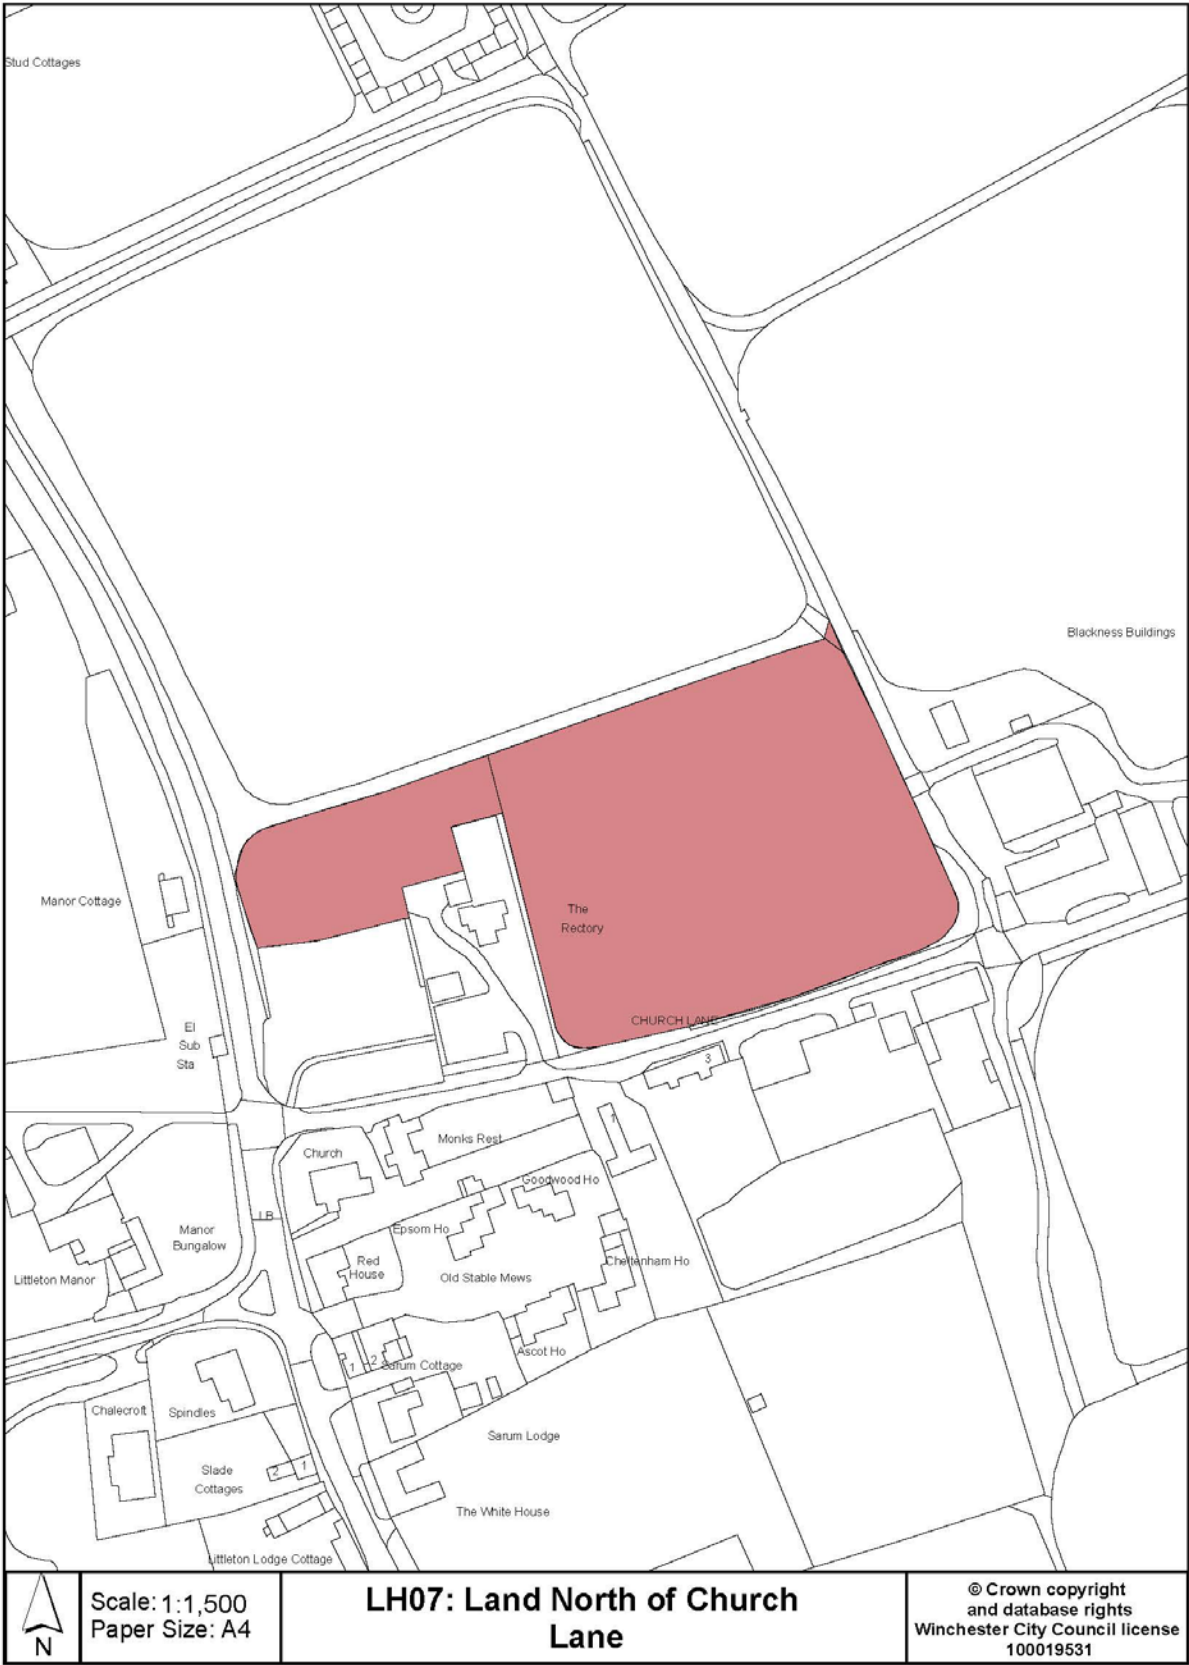 Stud Cottages
Blackness Buildings
Manor Cottage
The
Rectory
CHURCH LANE
El
Sub
Sta
3
1
Monks Rest
Church
Goodwood Ho
LB
Epsom Ho
Manor
Bungalow
Red
House
Cheltenham Ho
Old Stable Mews
Littleton Manor
Ascot Ho
1
2
Sarum Cottage
Chalecroft
Spindles
Sarum Lodge
Slade
Cottages
2
1
The White House
Littleton Lodge Cottage
N
Scale: 1:1,500
Paper Size: A4
LH07: Land North of Church
Lane
© Crown copyright
and database rights
Winchester City Council license
100019531